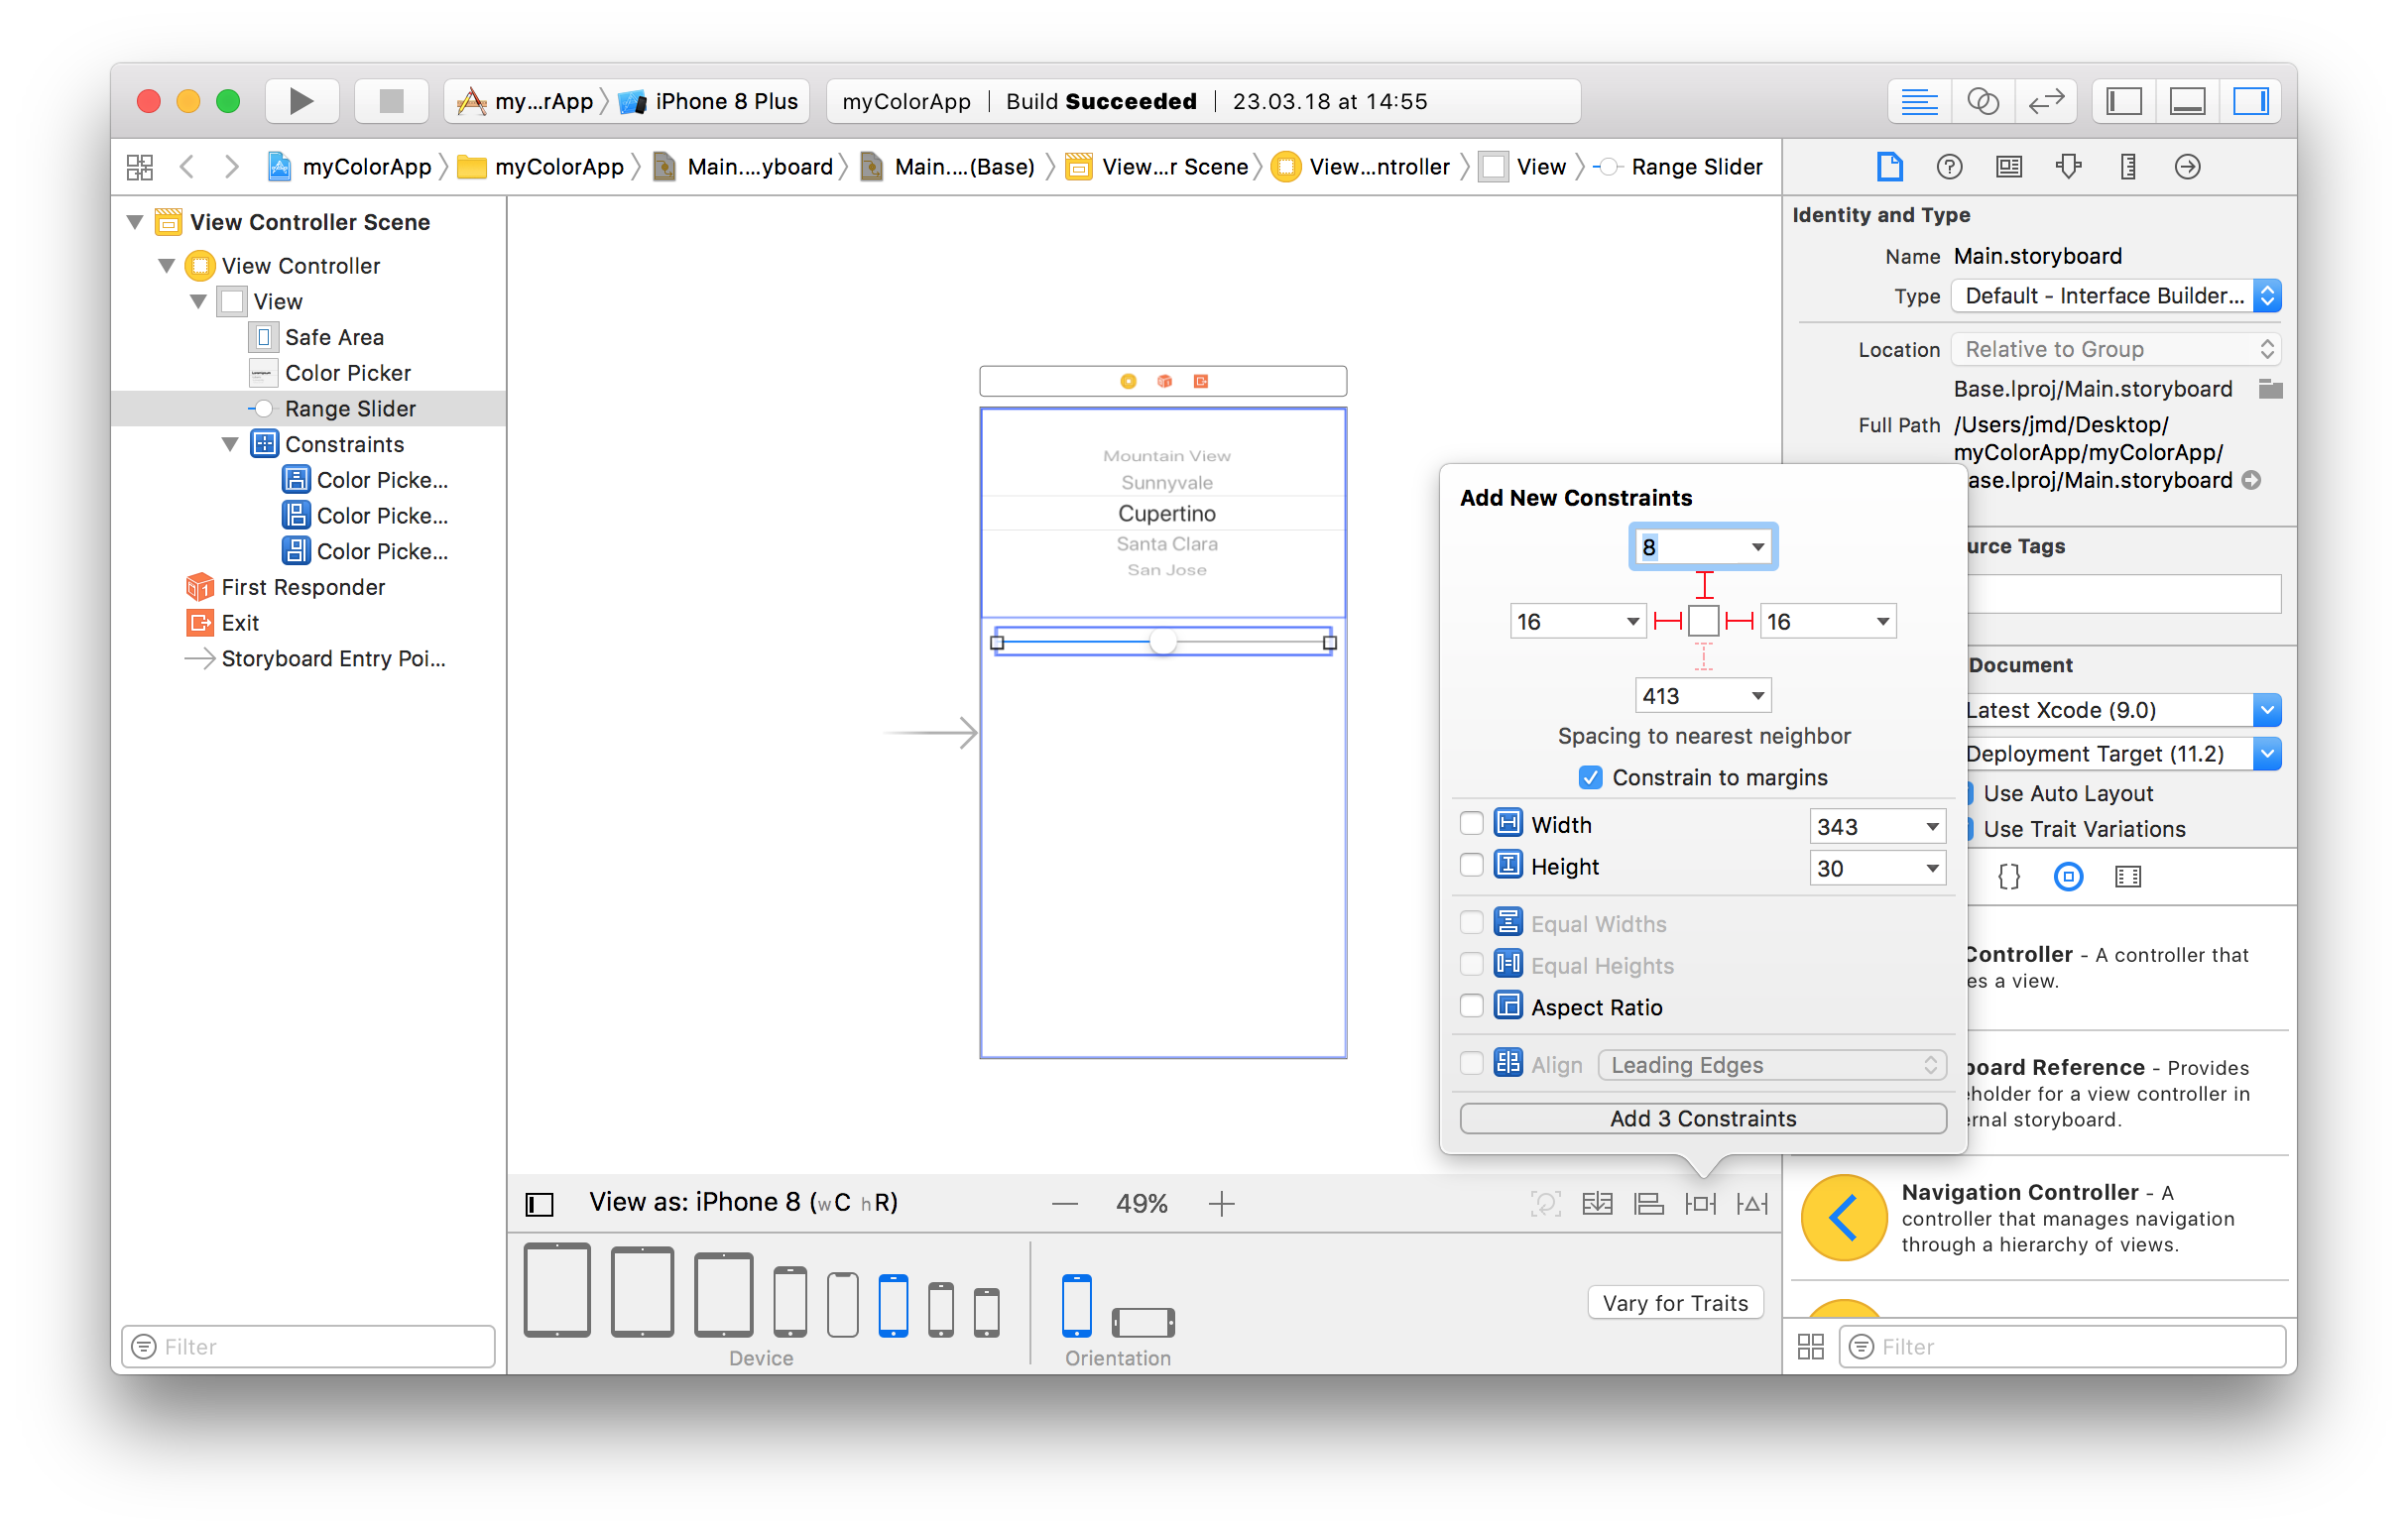 my...rApp
iPhone 8 Plus
myColorApp
Build Succeeded
23.03.18 at 14:55
myColorApp
myColorApp
Main....yboard
Main....(Base)
View...r Scene
View...ntroller
View
Range Slider
View Controller Scene
View Controller
View
Safe Area
Color Picker
Range Slider
Constraints
Color Picke...
Color Picke...
Color Picke...
First Responder
Exit
Storyboard Entry Poi...
Filter
Mountain View
Sunnyvale
Cupertino
Santa Clara
San Jose
Add New Constraints
8
16
16
413
Spacing to nearest neighbor
Constrain to margins
Width
343
Height
30
Equal Widths
Equal Heights
Aspect Ratio
Align
Leading Edges
Add 3 Constraints
View as: iPhone 8 (wC hR)
49%
Device
Orientation
Vary for Traits
Identity and Type
Name
Main.storyboard
Type
Default - Interface Builder...
Location
Relative to Group
Base.lproj/Main.storyboard
Full Path
/Users/jmd/Desktop/
myColorApp/myColorApp/
ase.lproj/Main.storyboard
urce Tags
Document
Latest Xcode (9.0)
Deployment Target (11.2)
Use Auto Layout
Use Trait Variations
{}
Controller - A controller that
es a view.
board Reference - Provides
eholder for a view controller in
ernal storyboard.
Navigation Controller - A
controller that manages navigation
through a hierarchy of views.
Filter